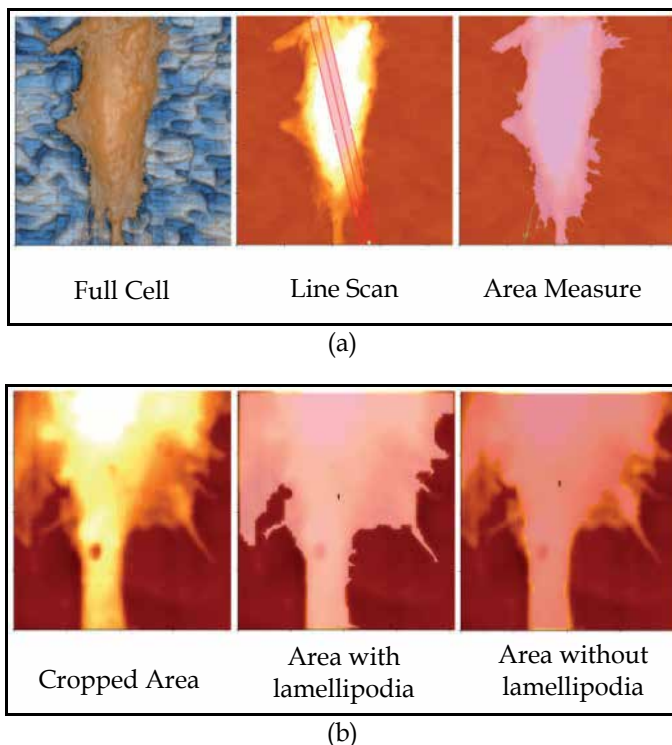 Full Cell
Line Scan
Area Measure
(a)
Cropped Area
Area with
lamellipodia
Area without
lamellipodia
(b)